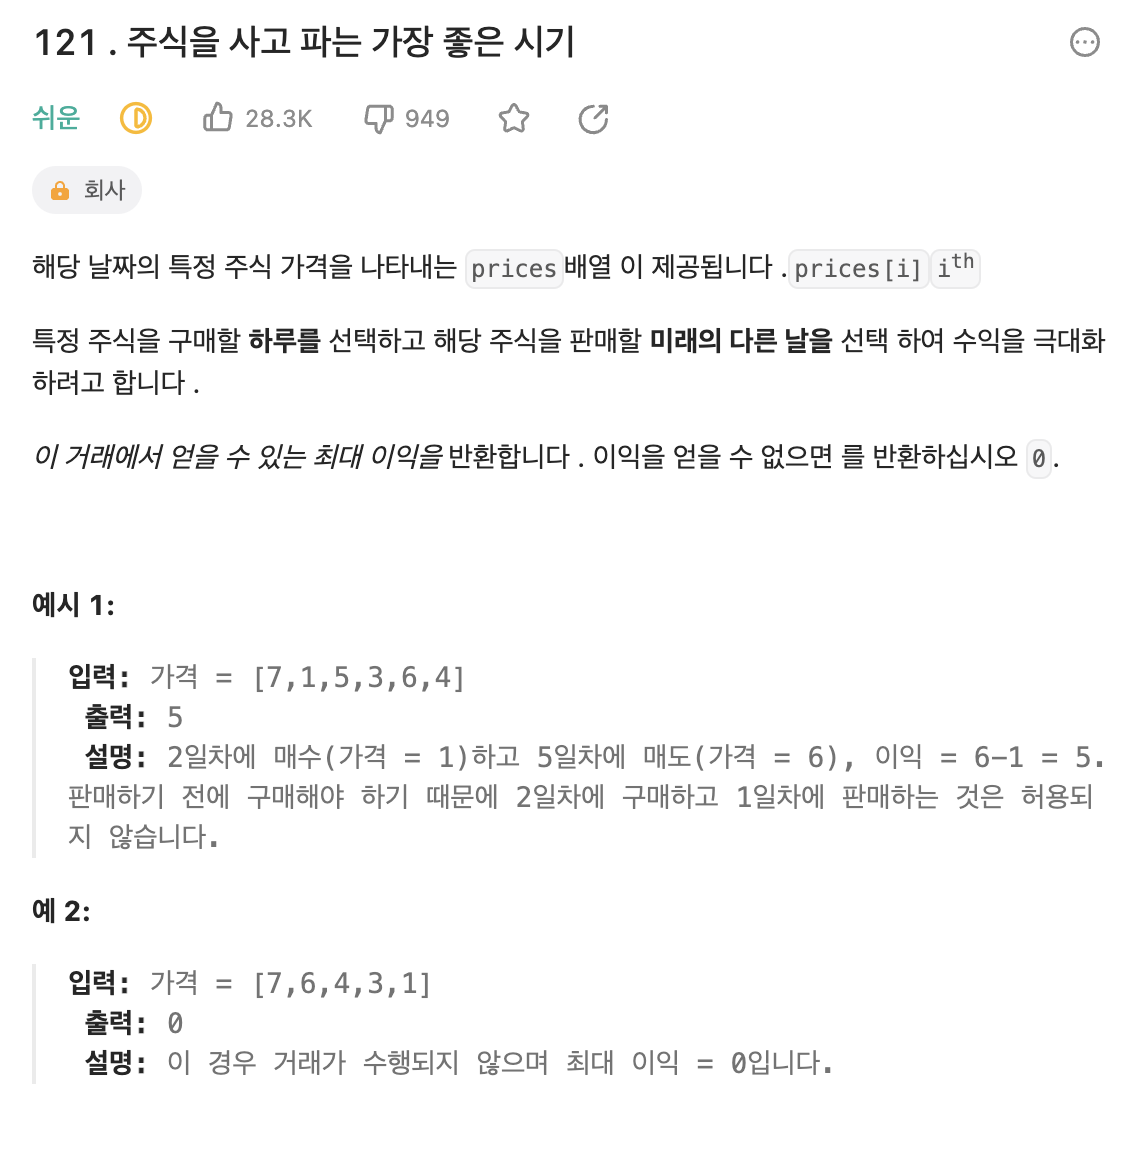 121 . 주식을 사고 파는 가장 좋은 시기
쉬운 28.3K 949
회사
해당 날짜의 특정 주식 가격을 나타내는 prices배열 이 제공됩니다 .prices[i]ith
특정 주식을 구매할 하루를 선택하고 해당 주식을 판매할 미래의 다른 날을 선택 하여 수익을 극대화
하려고 합니다 .
이 거래에서 얻을 수 있는 최대 이익을 반환합니다 . 이익을 얻을 수 없으면 를 반환하십시오 0.
예시 1:
입력: 가격 = [7,1,5,3,6,4]
출력: 5
설명: 2일차에 매수(가격 = 1)하고 5일차에 매도(가격 = 6), 이익 = 6-1 = 5.
판매하기 전에 구매해야 하기 때문에 2일차에 구매하고 1일차에 판매하는 것은 허용되
지 않습니다.
예 2:
입력: 가격 = [7,6,4,3,1]
출력: 0
설명: 이 경우 거래가 수행되지 않으며 최대 이익 = 0입니다.